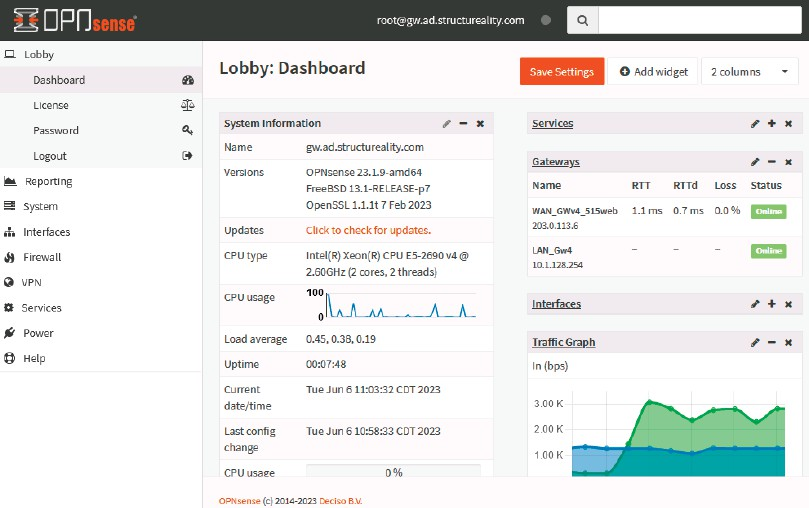 OPNsense
root@gw.ad.structureality.com
Lobby
Dashboard
License
Password
Logout
Reporting
System
Interfaces
Firewall
VPN
Services
Power
Help
Lobby: Dashboard
Save Settings
Add widget
2 columns
System Information
Name gw.ad.structureality.com
Versions OPNsense 23.1.9-amd64
FreeBSD 13.1-RELEASE-p7
OpenSSL 1.1.1t 7 Feb 2023
Updates Click to check for updates.
CPU type Intel(R) Xeon(R) CPU E5-2690 v4 @
2.60GHz (2 cores, 2 threads)
CPU usage 100
0
Load average 0.45, 0.38, 0.19
Uptime 00:07:48
Current Tue Jun 6 11:03:32 CDT 2023
date/time
Last config Tue Jun 6 10:58:33 CDT 2023
change
CPU usage 0 %
Services
Gateways
Name RTT RTTd Loss Status
WAN_GWv4_515web 1.1 ms 0.7 ms 0.0 % Online
203.0.113.6
LAN_Gw4 ~ ~ ~ Online
10.1.128.254
Interfaces
Traffic Graph
In (bps)
3.00 K
2.00 K
1.00 K
OPNsense (c) 2014-2023 Deciso B.V.